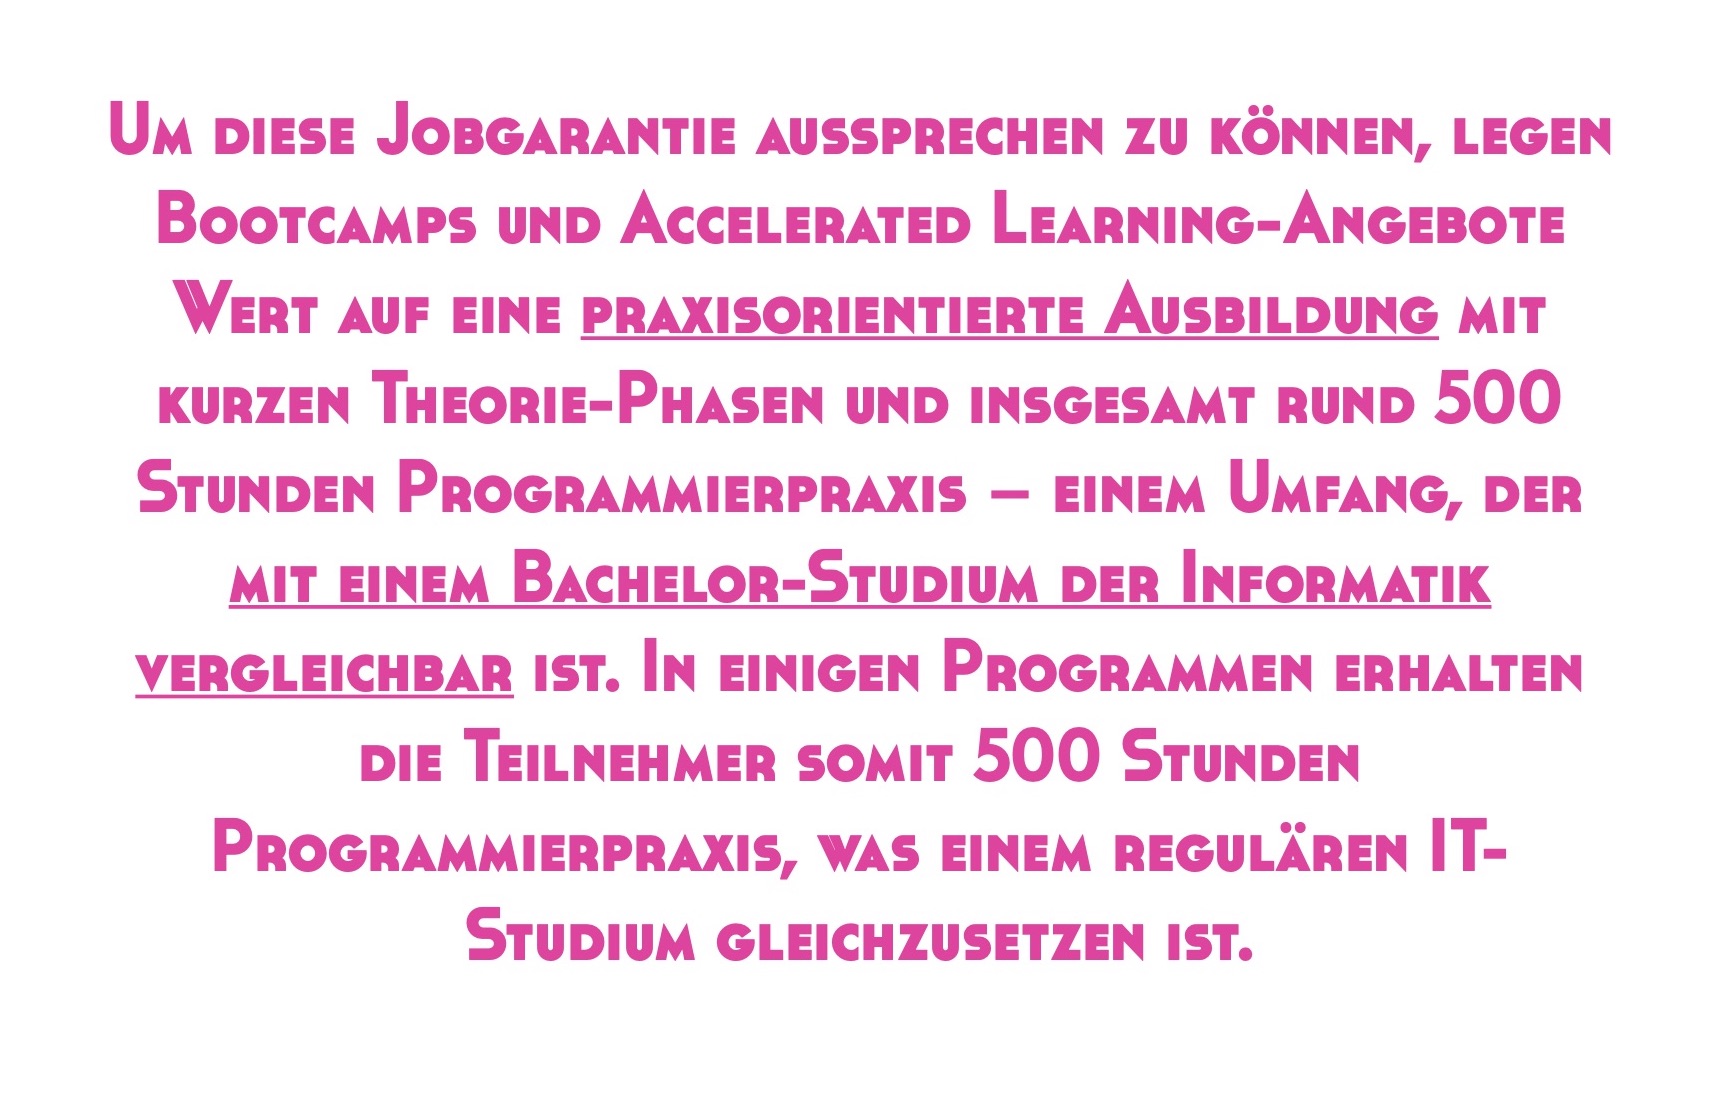 Um diese Jobgarantie aussprechen zu können, legen
Bootcamps und Accelerated Learning-Angebote
Wert auf eine praxisorientierte Ausbildung mit
kurzen Theorie-Phasen und insgesamt rund 500
Stunden Programmierpraxis – einem Umfang, der
mit einem Bachelor-Studium der Informatik
vergleichbar ist. In einigen Programmen erhalten
die Teilnehmer somit 500 Stunden
Programmierpraxis, was einem regulären IT-
Studium gleichzusetzen ist.